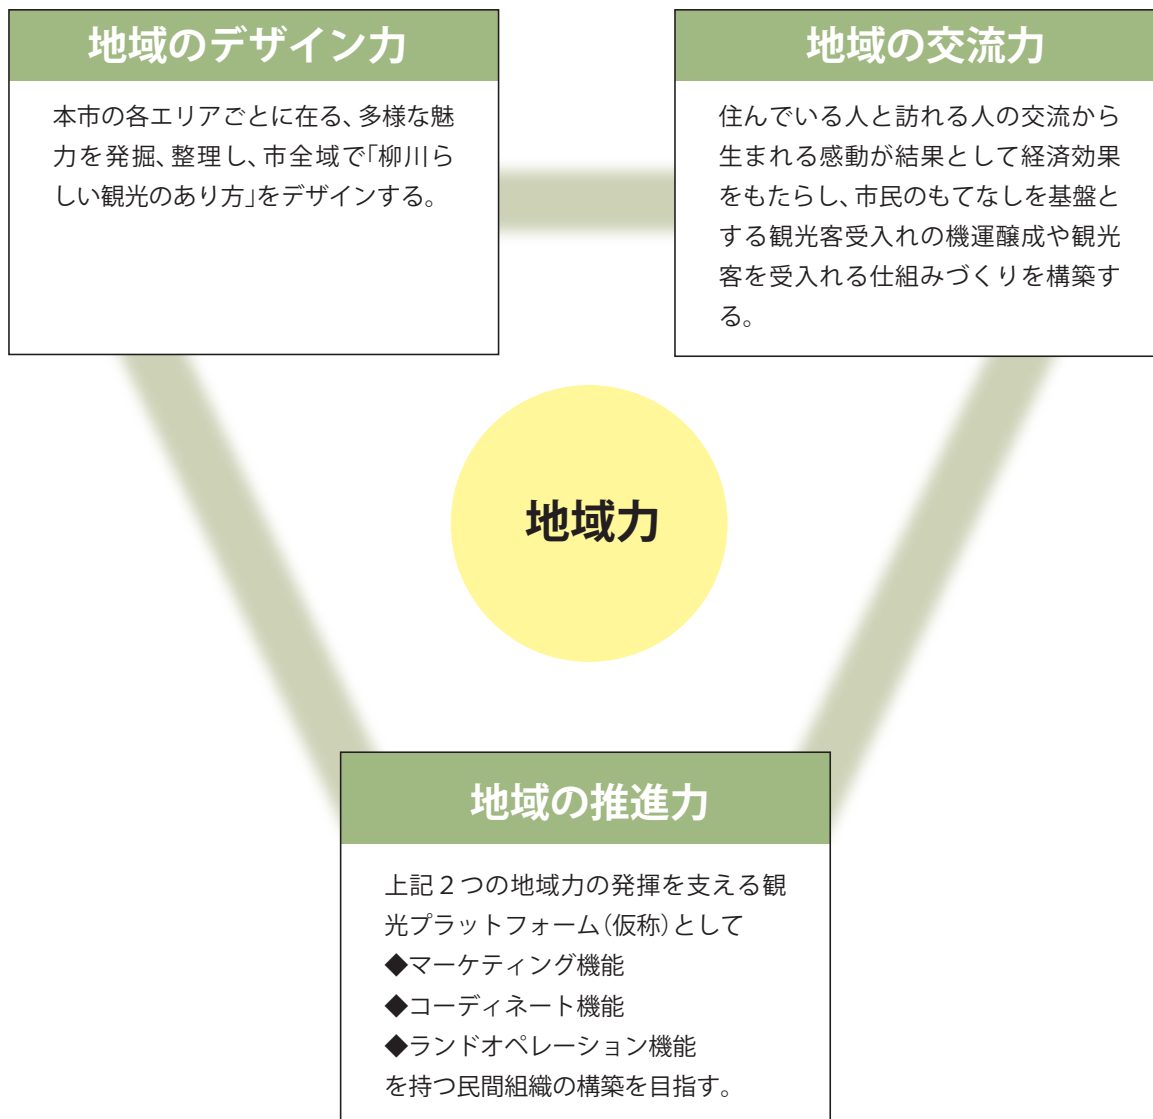 地域のデザイン力
本市の各エリアごとに在る、多様な魅
力を発掘、整理し、市全域で「柳川ら
しい観光のあり方」をデザインする。
地域の交流力
住んでいる人と訪れる人の交流から
生まれる感動が結果として経済効果
をもたらし、市民のもてなしを基盤と
する観光客受入れの機運醸成や観光
客を受入れる仕組みづくりを構築す
る。
地域力
地域の推進力
上記２つの地域力の発揮を支える観
光プラットフォーム(仮称)として
◆マーケティング機能
◆コーディネート機能
◆ランドオペレーション機能
を持つ民間組織の構築を目指す。